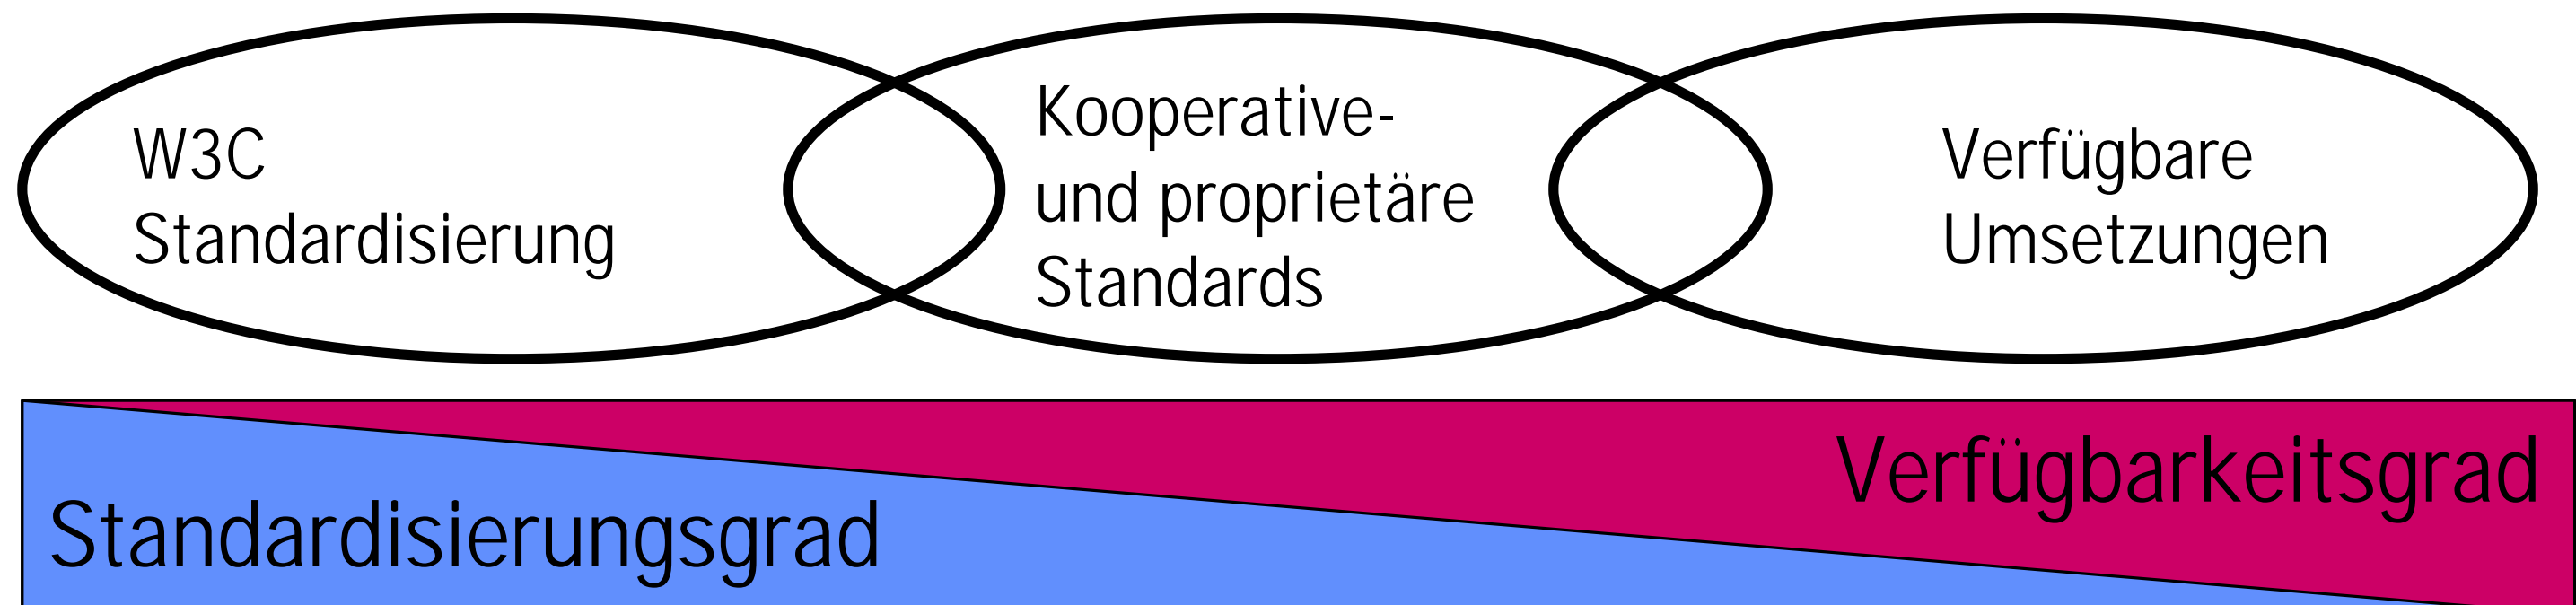 W3C
Standardisierung
Kooperative-
und proprietäre
Standards
Verfügbare
Umsetzungen
Verfügbarkeitsgrad
Standardisierungsgrad